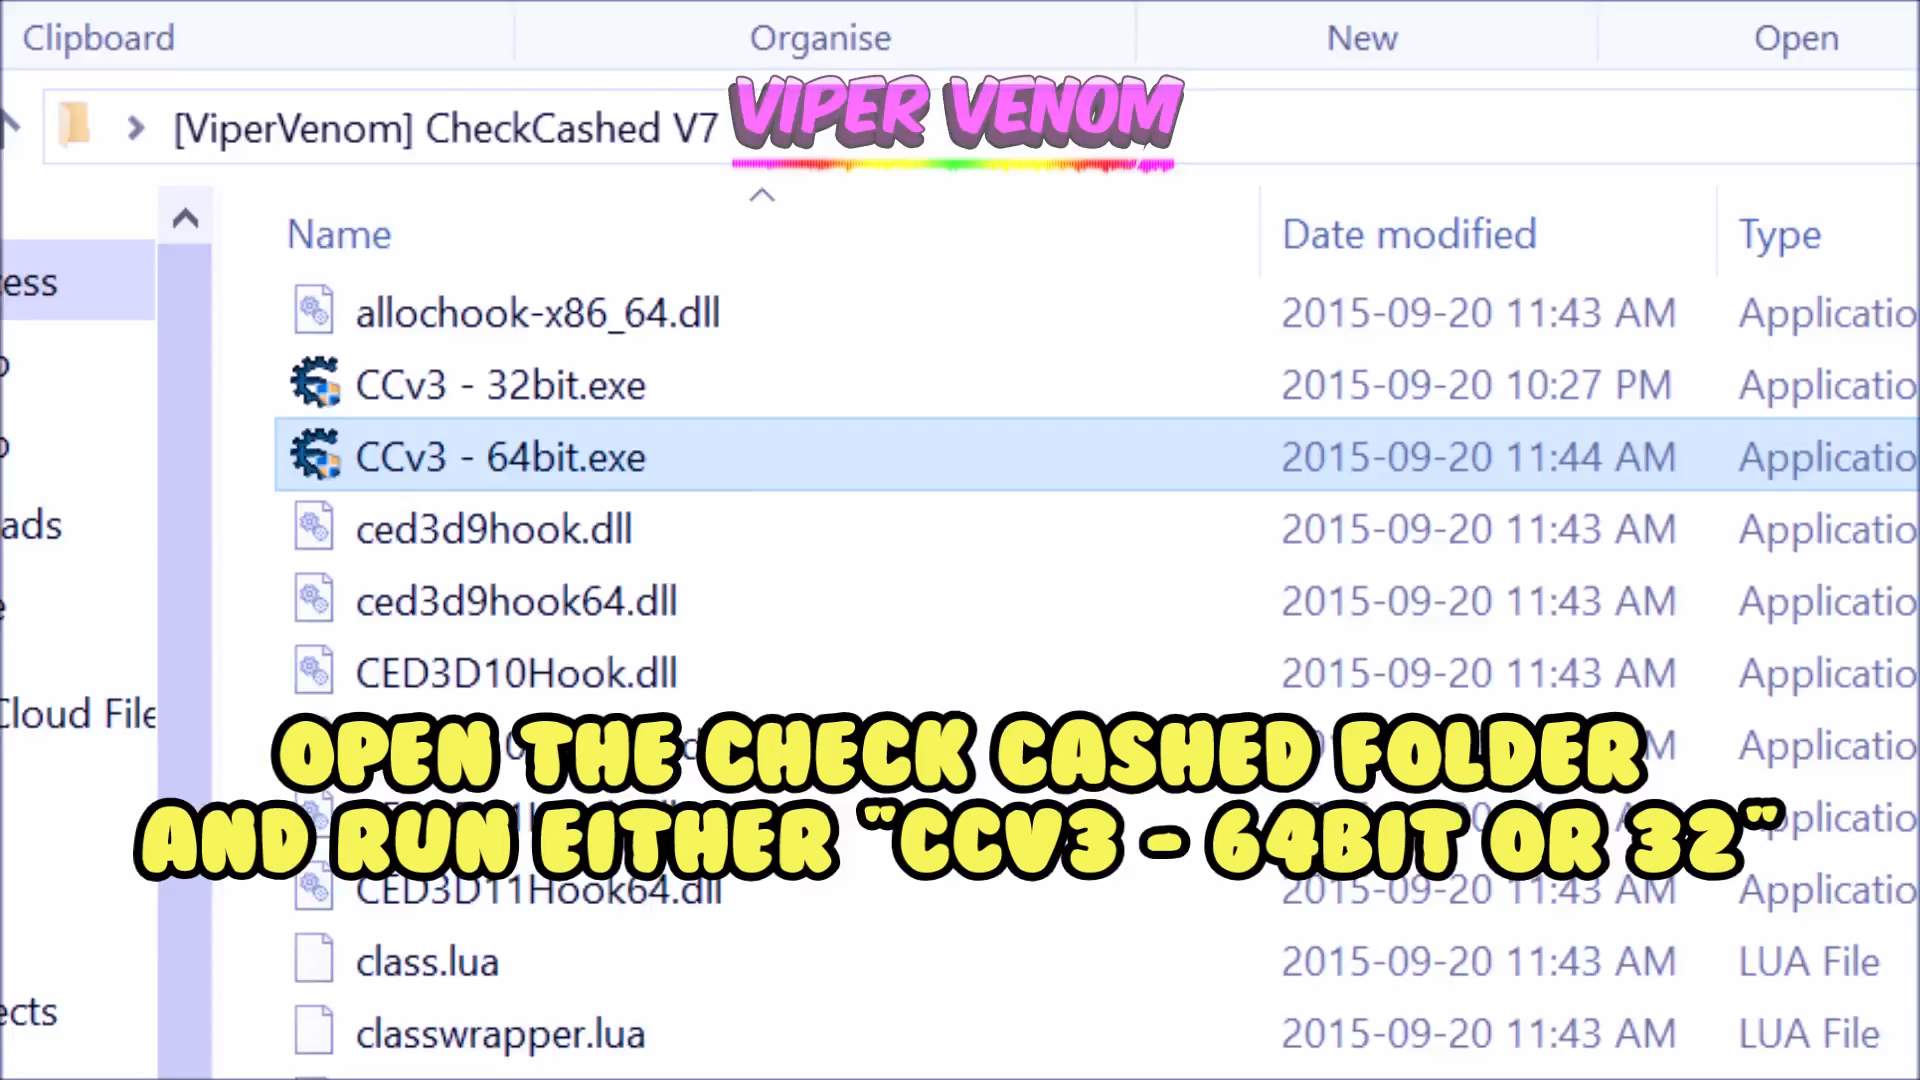 Clipboard Organise New Open
[ViperVenom] CheckCashed V7
VIPER VENOM
Name Date modified Type
ess
allochook-x86_64.dll 2015-09-20 11:43 AM Applicatio
CCv3 - 32bit.exe 2015-09-20 10:27 PM Applicatio
CCv3 - 64bit.exe 2015-09-20 11:44 AM Applicatio
ads
ced3d9hook.dll 2015-09-20 11:43 AM Applicatio
ced3d9hook64.dll 2015-09-20 11:43 AM Applicatio
CED3D10Hook.dll 2015-09-20 11:43 AM Applicatio
Cloud File
OPEN THE CHECK CASHED FOLDER
Applicatio
AND RUN EITHER "CCV3 - 64BIT OR 32"
Applicatio
CED3D11Hook64.dll 2015-09-20 11:43 AM Applicatio
class.lua 2015-09-20 11:43 AM LUA File
ects
classwrapper.lua 2015-09-20 11:43 AM LUA File